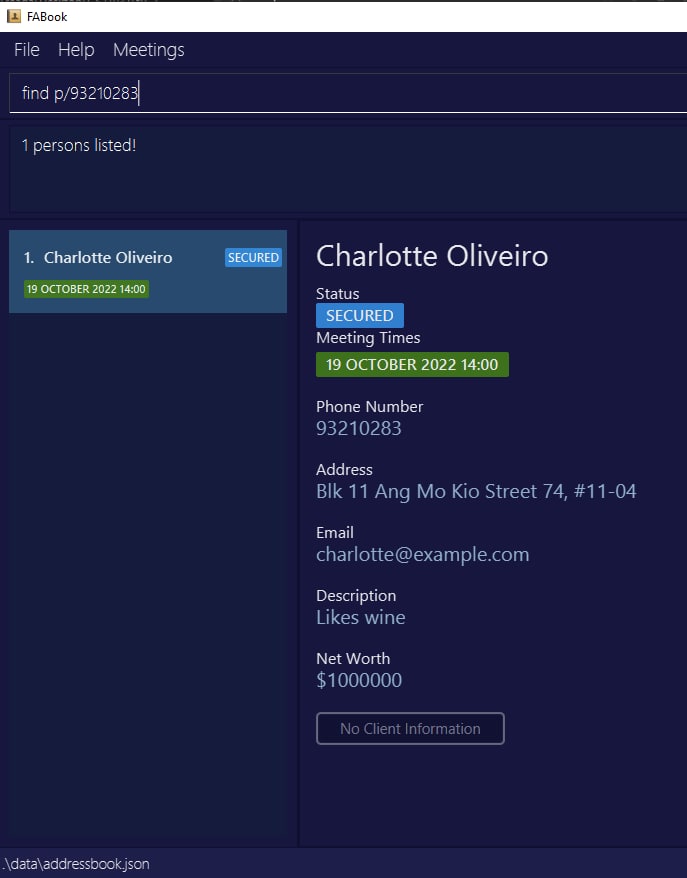 FABook
File Help Meetings
find p/93210283
1 persons listed!
1. Charlotte Oliveiro SECURED
19 OCTOBER 2022 14:00
Charlotte Oliveiro
Status
SECURED
Meeting Times
19 OCTOBER 2022 14:00
Phone Number
93210283
Address
Blk 11 Ang Mo Kio Street 74, #11-04
Email
charlotte@example.com
Description
Likes wine
Net Worth
$1000000
No Client Information
.\data\addressbook.json